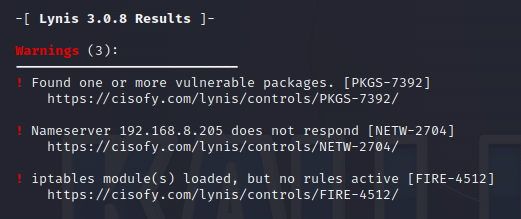 -[ Lynis 3.0.8 Results ]-
Warnings (3):
! Found one or more vulnerable packages. [PKGS-7392]
https://cisofy.com/lynis/controls/PKGS-7392/
! Nameserver 192.168.8.205 does not respond [NETW-2704]
https://cisofy.com/lynis/controls/NETW-2704/
! iptables module(s) loaded, but no rules active [FIRE-4512]
https://cisofy.com/lynis/controls/FIRE-4512/